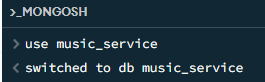 >_MONGOSH
> use music_service
< switched to db music_service